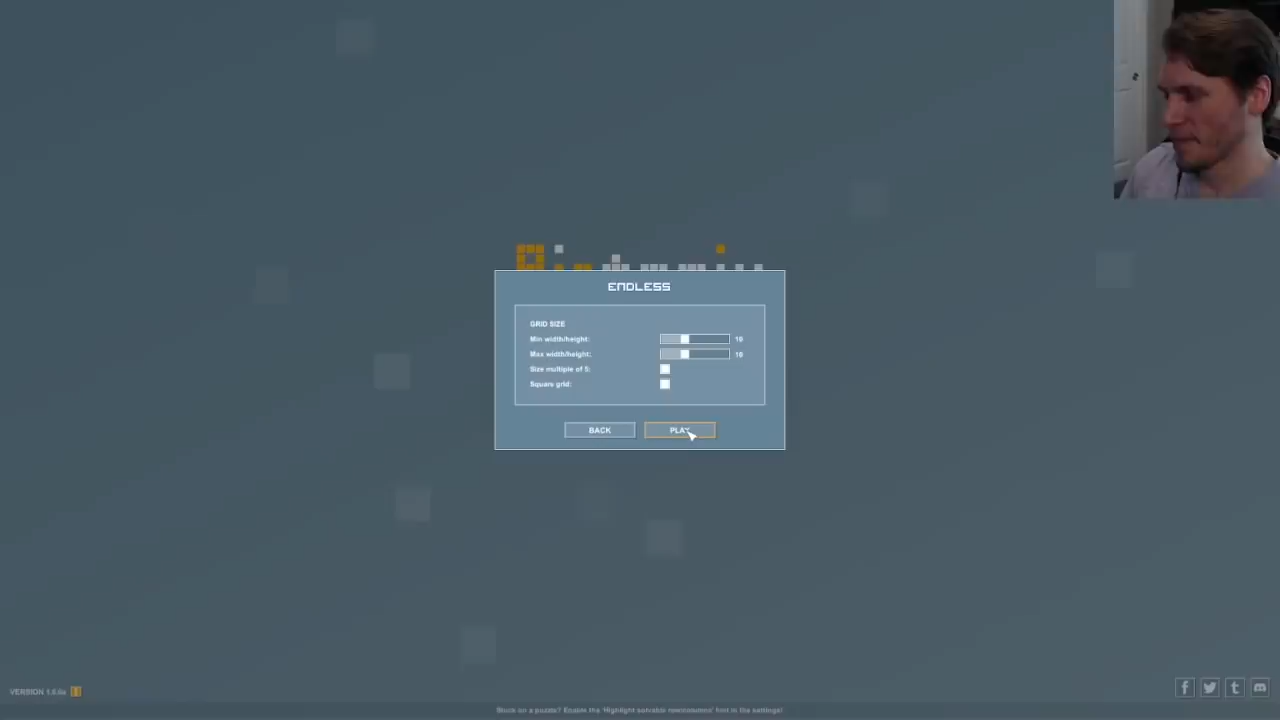 ENDLESS
GRID SIZE
Min width/height: 10
Max width/height: 10
Size multiple of 5:
Square grid:
BACK PLAY
VERSION
Stuck on a puzzle? Enable the 'Highlight solvable rows/columns' hint in the settings!